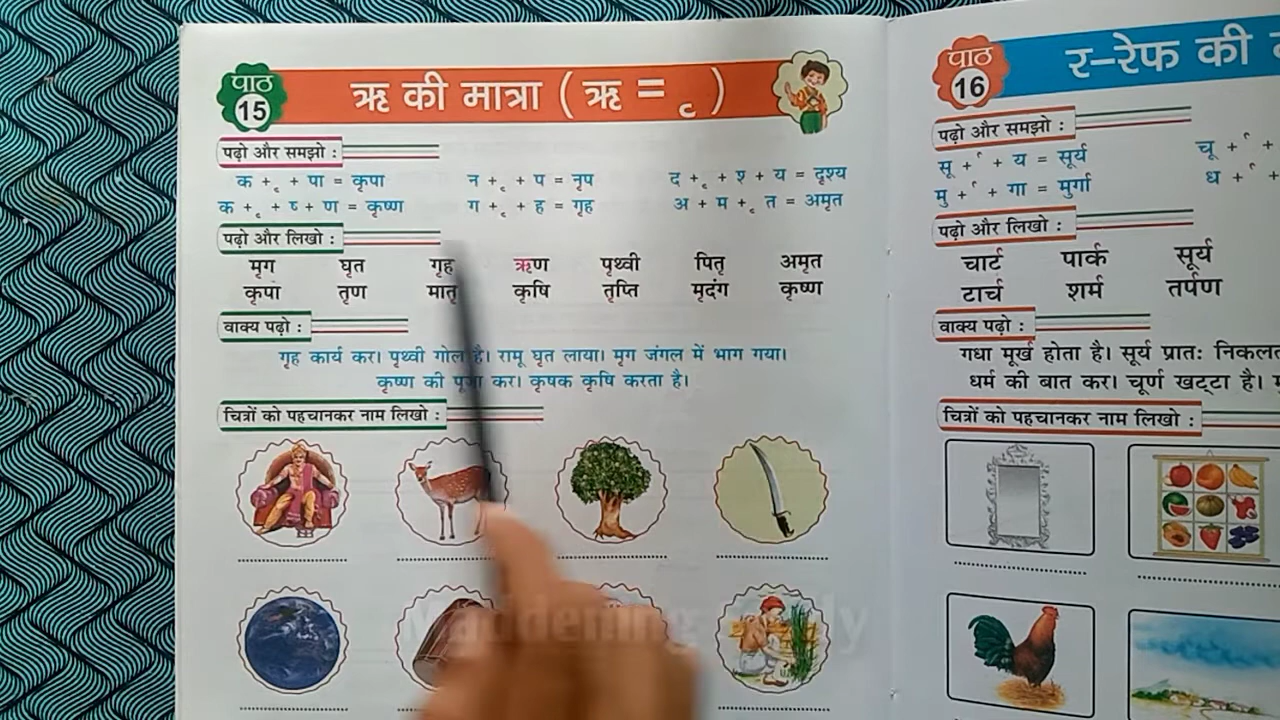 पाठ 15
ऋ की मात्रा ( ऋ = ृ )
पढ़ो और समझो :
क + ृ + पा = कृपा न + ृ + प = नृप द + ृ + श् + य = दृश्य
क + ृ + ष् + ण = कृष्ण ग + ृ + ह = गृह अ + म + ृ त = अमृत
पढ़ो और लिखो :
मृग घृत गृह ऋण पृथ्वी पितृ अमृत
कृपा तृण मातृ कृषि तृप्ति मृदंग कृष्ण
वाक्य पढ़ो :
गृह कार्य कर। पृथ्वी गोल है। रामू घृत लाया। मृग जंगल में भाग गया।
कृष्ण की पूजा कर। कृषक कृषि करता है।
चित्रों को पहचानकर नाम लिखो :
पाठ 16
र-रेफ की
पढ़ो और समझो :
सू + र्‍ + य = सूर्य चू + र्‍ +
मु + र्‍ + गा = मुर्गा ध + र्‍ +
पढ़ो और लिखो :
चार्ट पार्क सूर्य
टार्च शर्म तर्पण
वाक्य पढ़ो :
गधा मूर्ख होता है। सूर्य प्रातः निकलत
धर्म की बात कर। चूर्ण खट्टा है।
चित्रों को पहचानकर नाम लिखो :